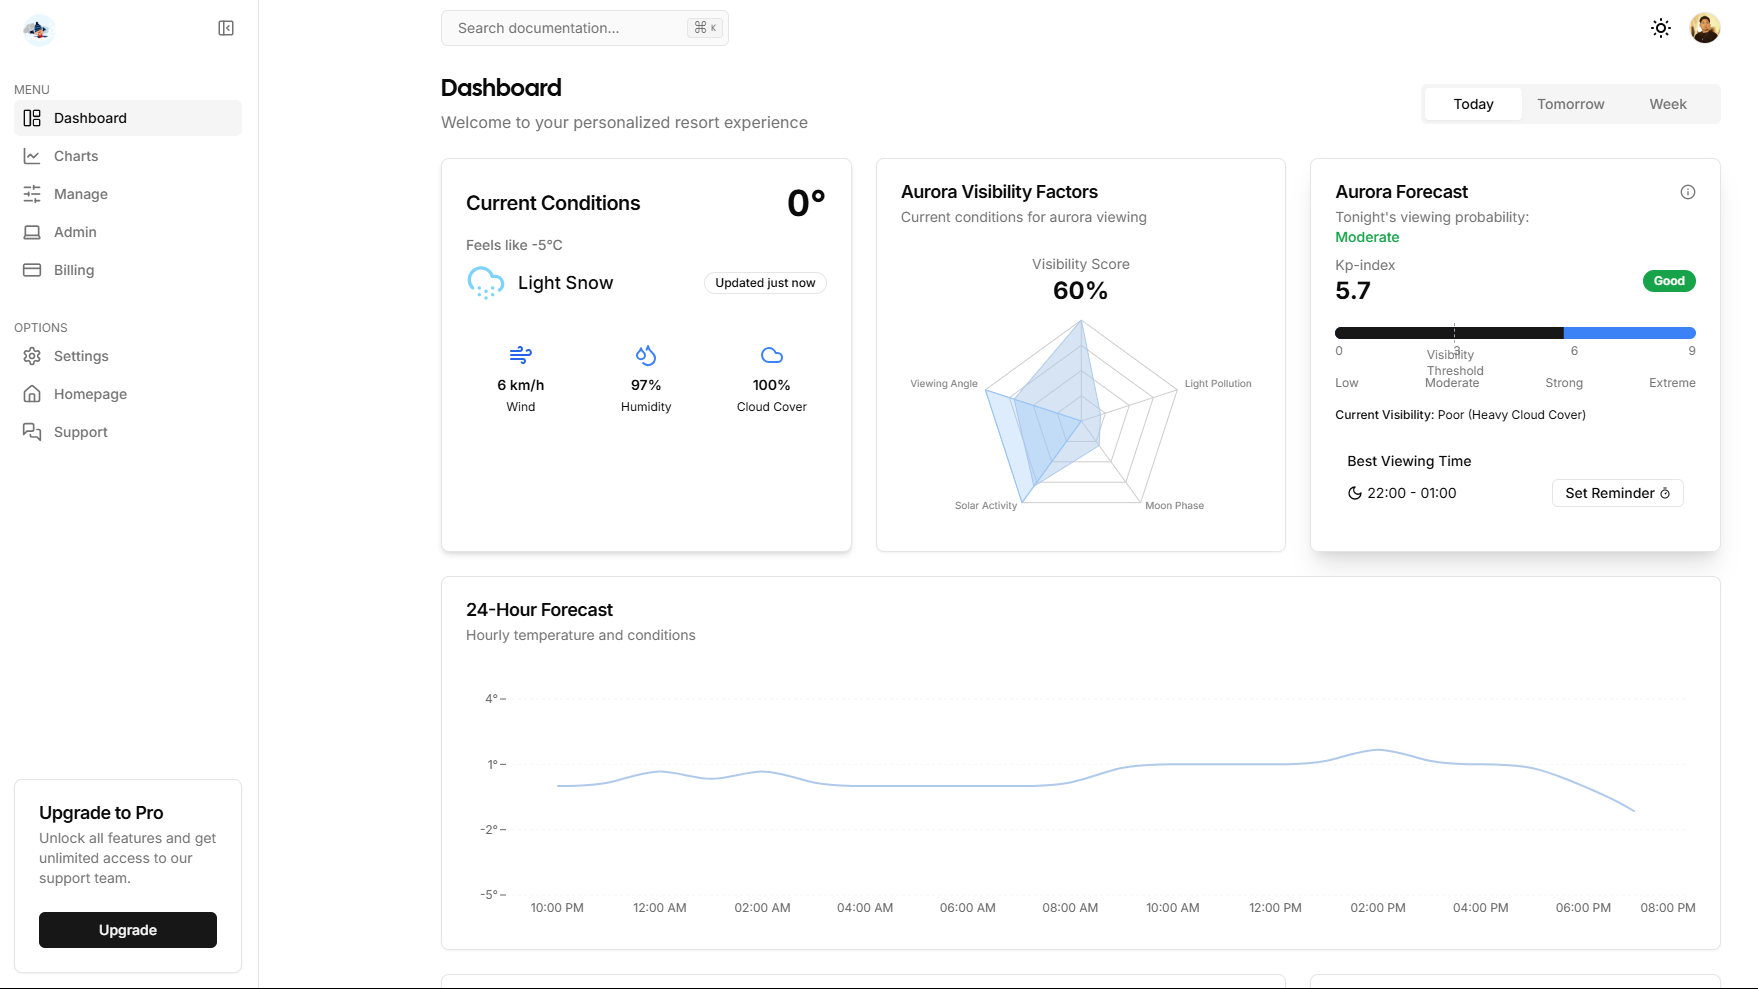 Search documentation...
⌘ K
MENU
Dashboard
Charts
Manage
Admin
Billing
OPTIONS
Settings
Homepage
Support
Upgrade to Pro
Unlock all features and get
unlimited access to our
support team.
Upgrade
Dashboard
Welcome to your personalized resort experience
Today
Tomorrow
Week
Current Conditions
0°
Feels like -5°C
Light Snow
Updated just now
6 km/h
Wind
97%
Humidity
100%
Cloud Cover
Aurora Visibility Factors
Current conditions for aurora viewing
Visibility Score
60%
Viewing Angle
Light Pollution
Solar Activity
Moon Phase
Aurora Forecast
Tonight's viewing probability:
Moderate
Kp-index
5.7
Good
0
3
6
9
Visibility
Threshold
Low
Moderate
Strong
Extreme
Current Visibility: Poor (Heavy Cloud Cover)
Best Viewing Time
22:00 - 01:00
Set Reminder
24-Hour Forecast
Hourly temperature and conditions
4°
1°
-2°
-5°
10:00 PM
12:00 AM
02:00 AM
04:00 AM
06:00 AM
08:00 AM
10:00 AM
12:00 PM
02:00 PM
04:00 PM
06:00 PM
08:00 PM